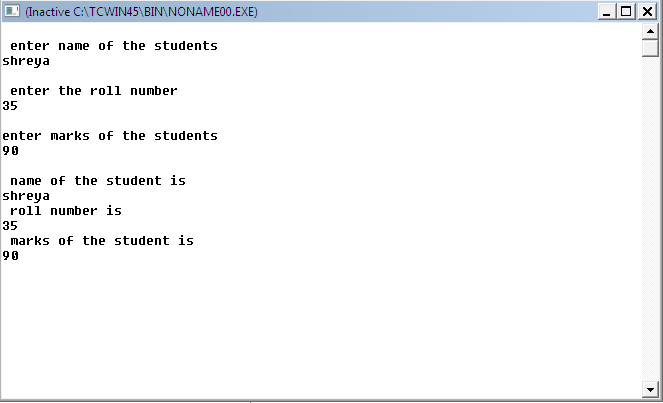 (Inactive C:\TCWIN45\BIN\NONAME00.EXE)
enter name of the students
shreya
enter the roll number
35
enter marks of the students
90
name of the student is
shreya
roll number is
35
marks of the student is
90